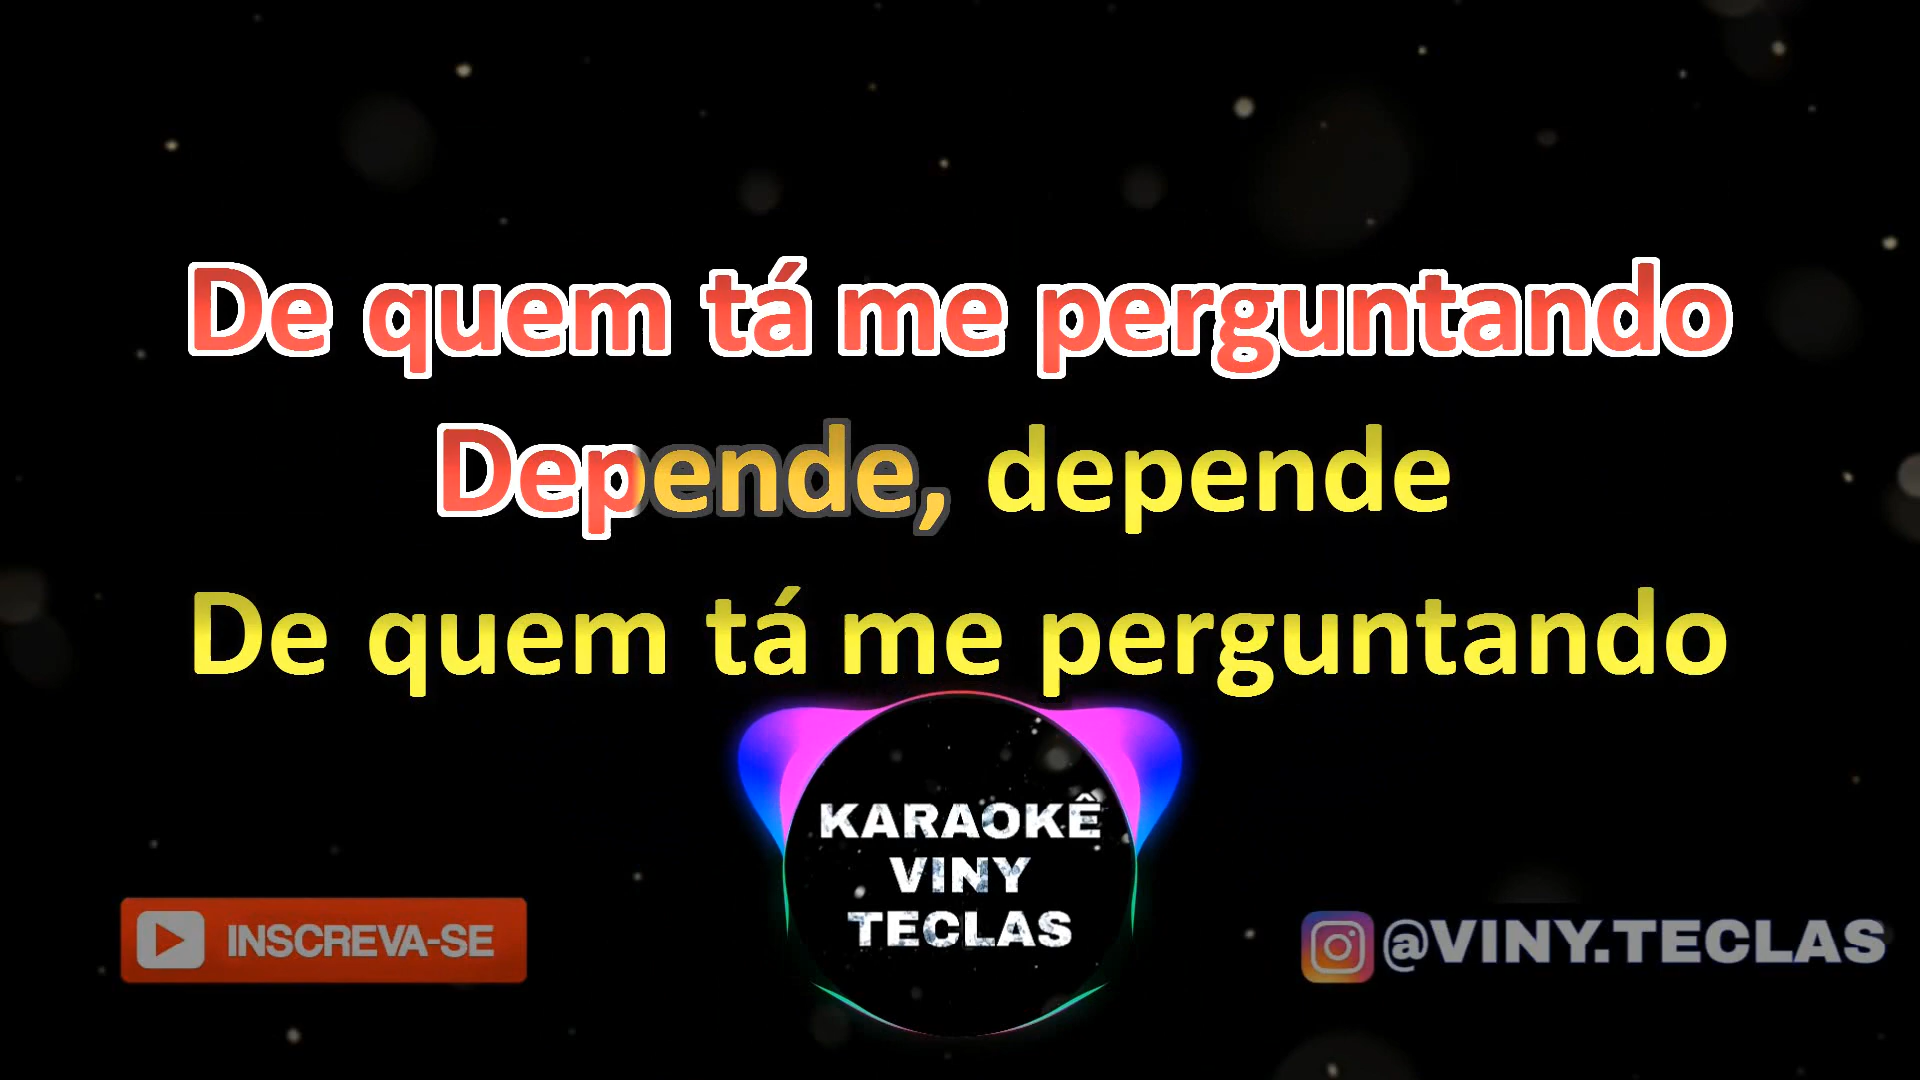 De quem tá me perguntando
Depende, depende
De quem tá me perguntando
KARAOKÊ
VINY
TECLAS
INSCREVA-SE
@VINY.TECLAS